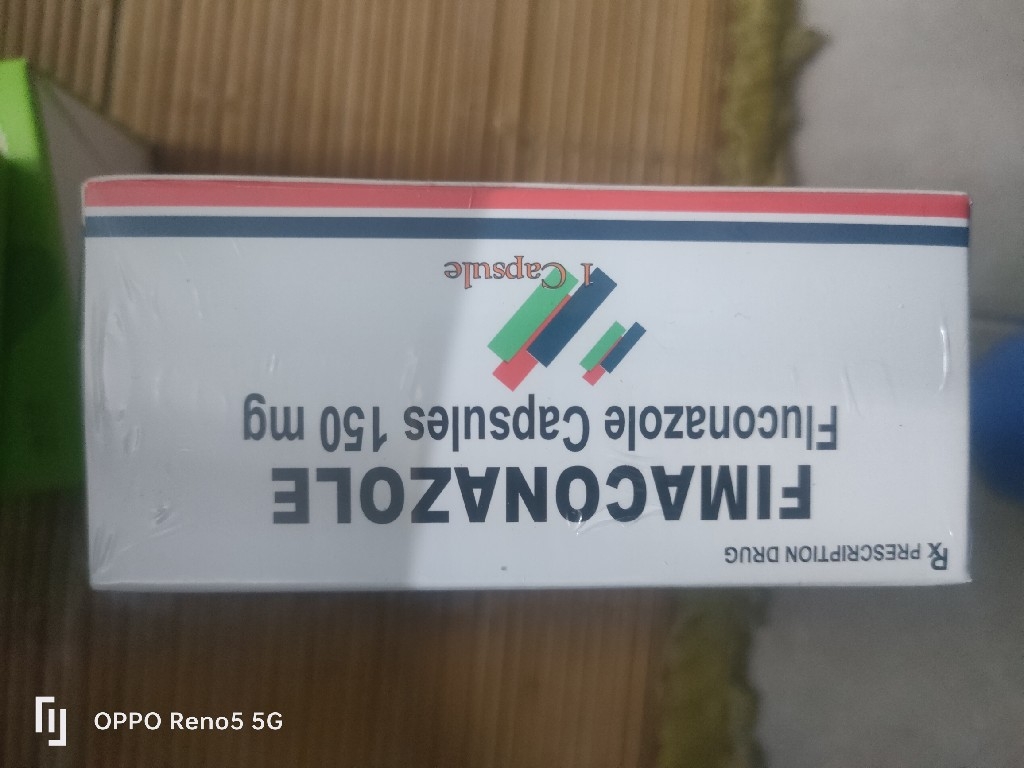 ℞ PRESCRIPTION DRUG
FIMACONAZOLE
Fluconazole Capsules 150 mg
1 Capsule
OPPO Reno5 5G